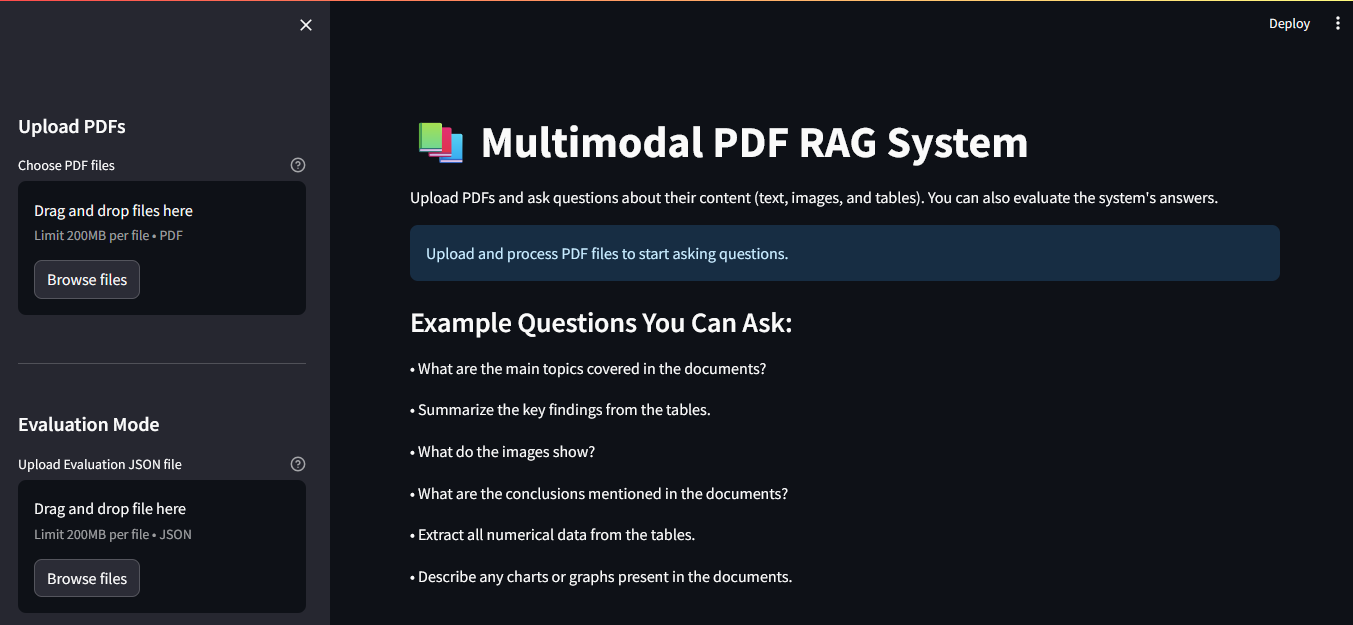 Deploy
Upload PDFs
Choose PDF files
Drag and drop files here
Limit 200MB per file • PDF
Browse files
Evaluation Mode
Upload Evaluation JSON file
Drag and drop file here
Limit 200MB per file • JSON
Browse files
Multimodal PDF RAG System
Upload PDFs and ask questions about their content (text, images, and tables). You can also evaluate the system's answers.
Upload and process PDF files to start asking questions.
Example Questions You Can Ask:
• What are the main topics covered in the documents?
• Summarize the key findings from the tables.
• What do the images show?
• What are the conclusions mentioned in the documents?
• Extract all numerical data from the tables.
• Describe any charts or graphs present in the documents.